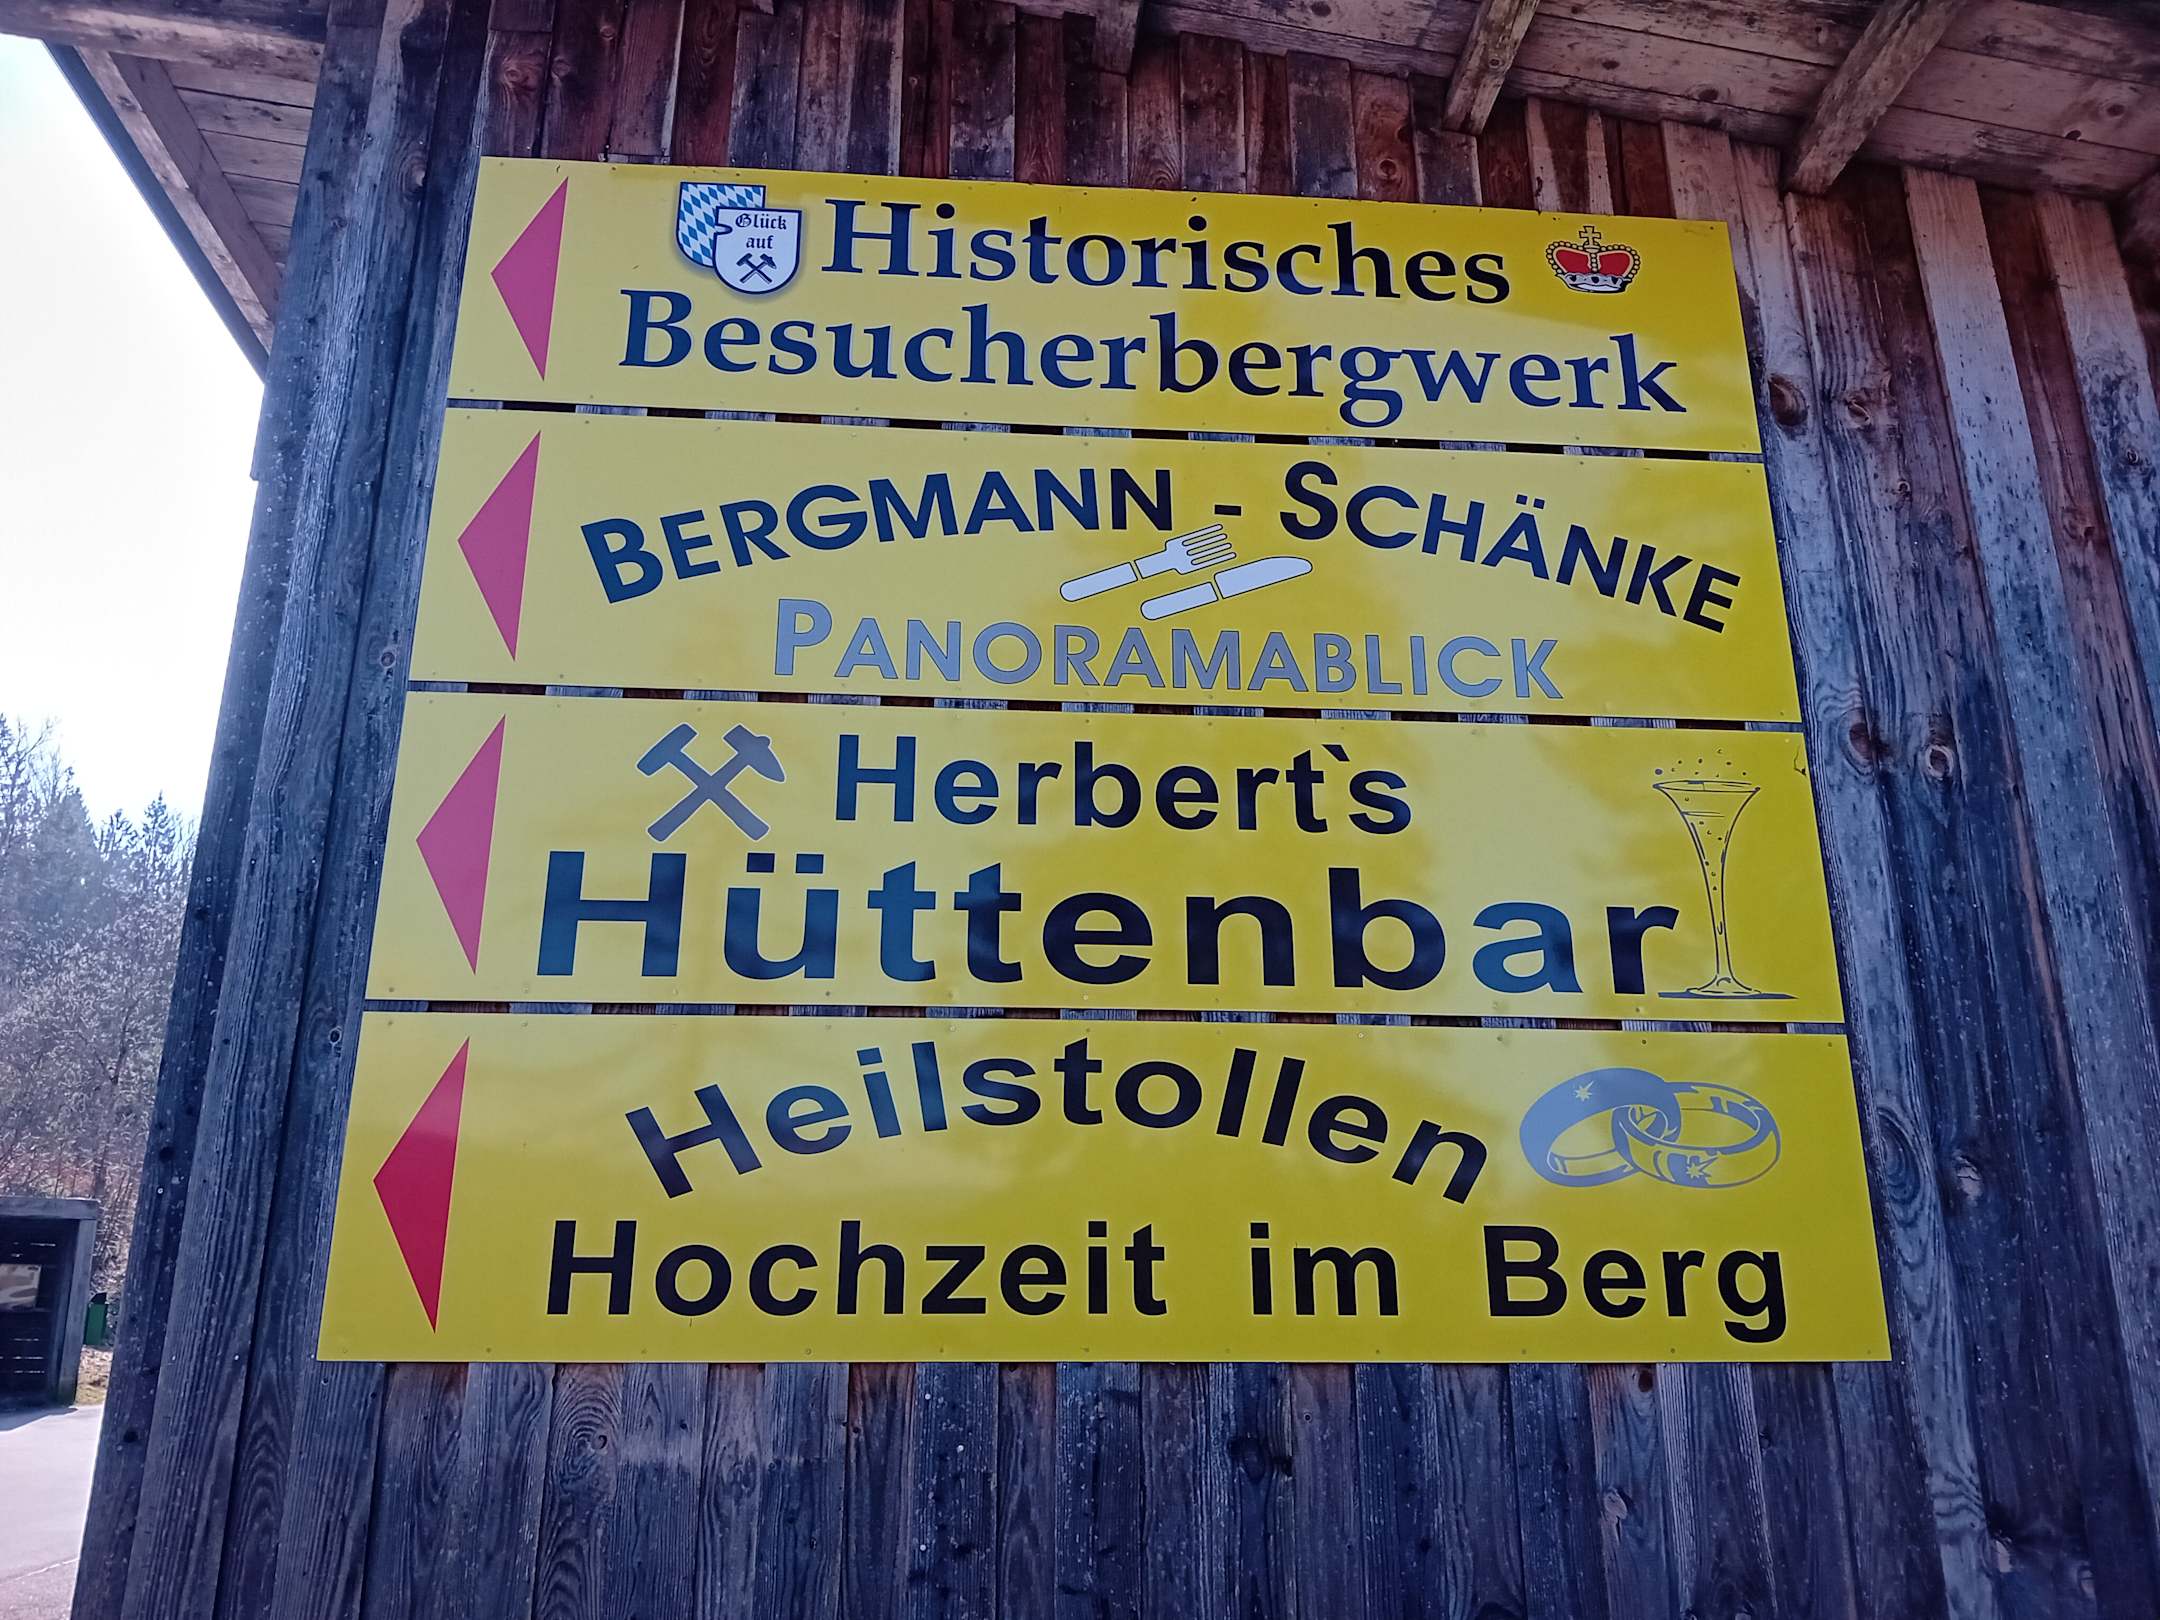 Glück
auf
Historisches
Besucherbergwerk
BERGMANN - SCHÄNKE
PANORAMABLICK
Herbert`s
Hüttenbar
Heilstollen
Hochzeit im Berg